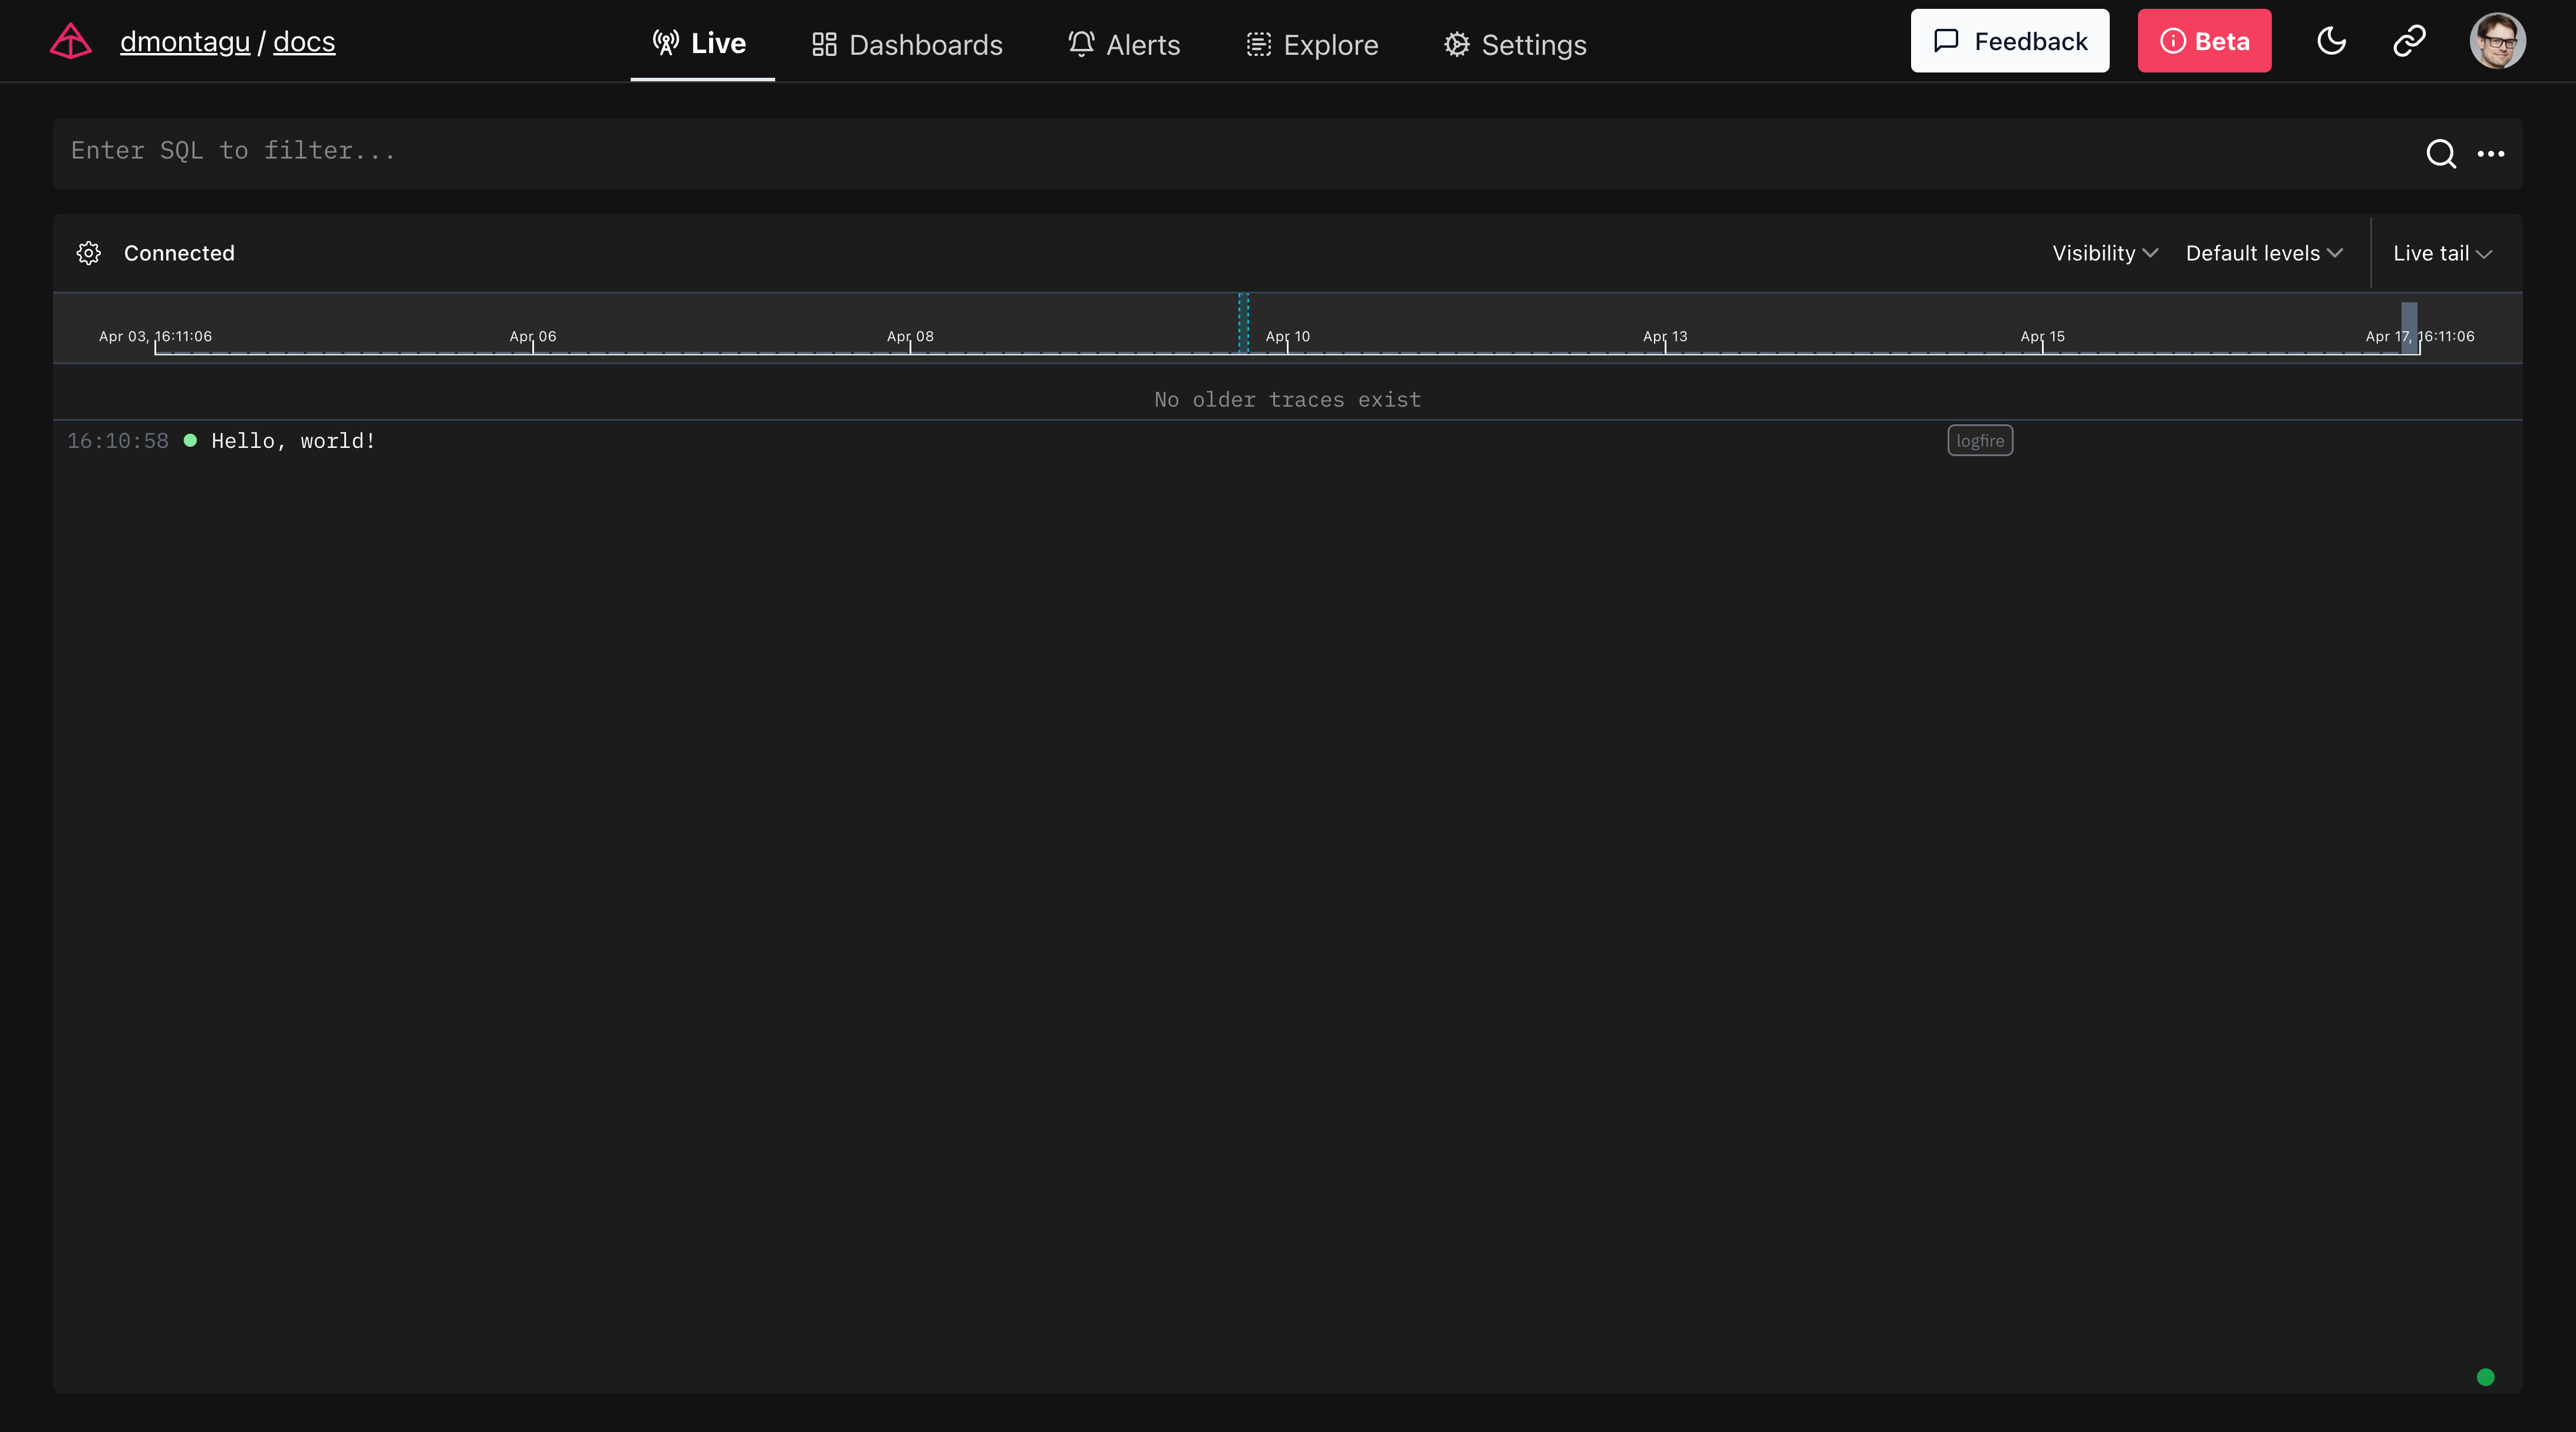 dmontagu / docs
Live
Dashboards
Alerts
Explore
Settings
Feedback
Beta
Enter SQL to filter...
Connected
Visibility
Default levels
Live tail
Apr 03, 16:11:06
Apr 06
Apr 08
Apr 10
Apr 13
Apr 15
Apr 17, 16:11:06
No older traces exist
16:10:58 Hello, world!
logfire